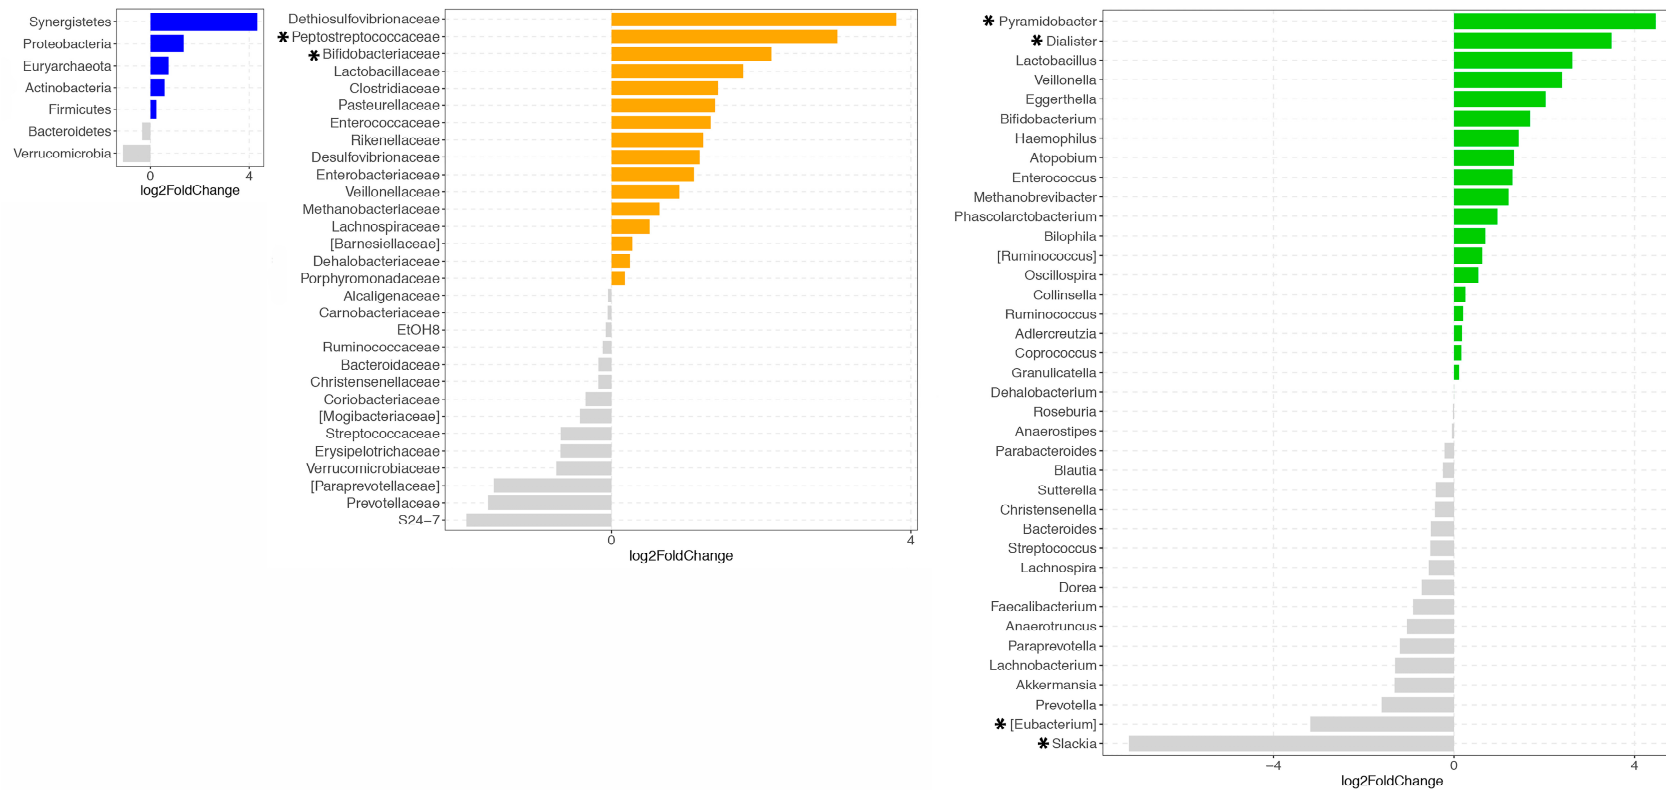 Synergistetes
Proteobacteria
Euryarchaeota
Actinobacteria
Firmicutes
Bacteroidetes
Verrucomicrobia
0 4
log2FoldChange
Dethiosulfovibrionaceae
* Peptostreptococcaceae
* Bifidobacteriaceae
Lactobacillaceae
Clostridiaceae
Pasteurellaceae
Enterococcaceae
Rikenellaceae
Desulfovibrionaceae
Enterobacteriaceae
Veillonellaceae
Methanobacteriaceae
Lachnospiraceae
[Barnesiellaceae]
Dehalobacteriaceae
Porphyromonadaceae
Alcaligenaceae
Carnobacteriaceae
EtOH8
Ruminococcaceae
Bacteroidaceae
Christensenellaceae
Coriobacteriaceae
[Mogibacteriaceae]
Streptococcaceae
Erysipelotrichaceae
Verrucomicrobiaceae
[Paraprevotellaceae]
Prevotellaceae
S24−7
0 4
log2FoldChange
* Pyramidobacter
* Dialister
Lactobacillus
Veillonella
Eggerthella
Bifidobacterium
Haemophilus
Atopobium
Enterococcus
Methanobrevibacter
Phascolarctobacterium
Bilophila
[Ruminococcus]
Oscillospira
Collinsella
Ruminococcus
Adlercreutzia
Coprococcus
Granulicatella
Dehalobacterium
Roseburia
Anaerostipes
Parabacteroides
Blautia
Sutterella
Christensenella
Bacteroides
Streptococcus
Lachnospira
Dorea
Faecalibacterium
Anaerotruncus
Paraprevotella
Lachnobacterium
Akkermansia
Prevotella
* [Eubacterium]
* Slackia
−4 0 4
log2FoldChange